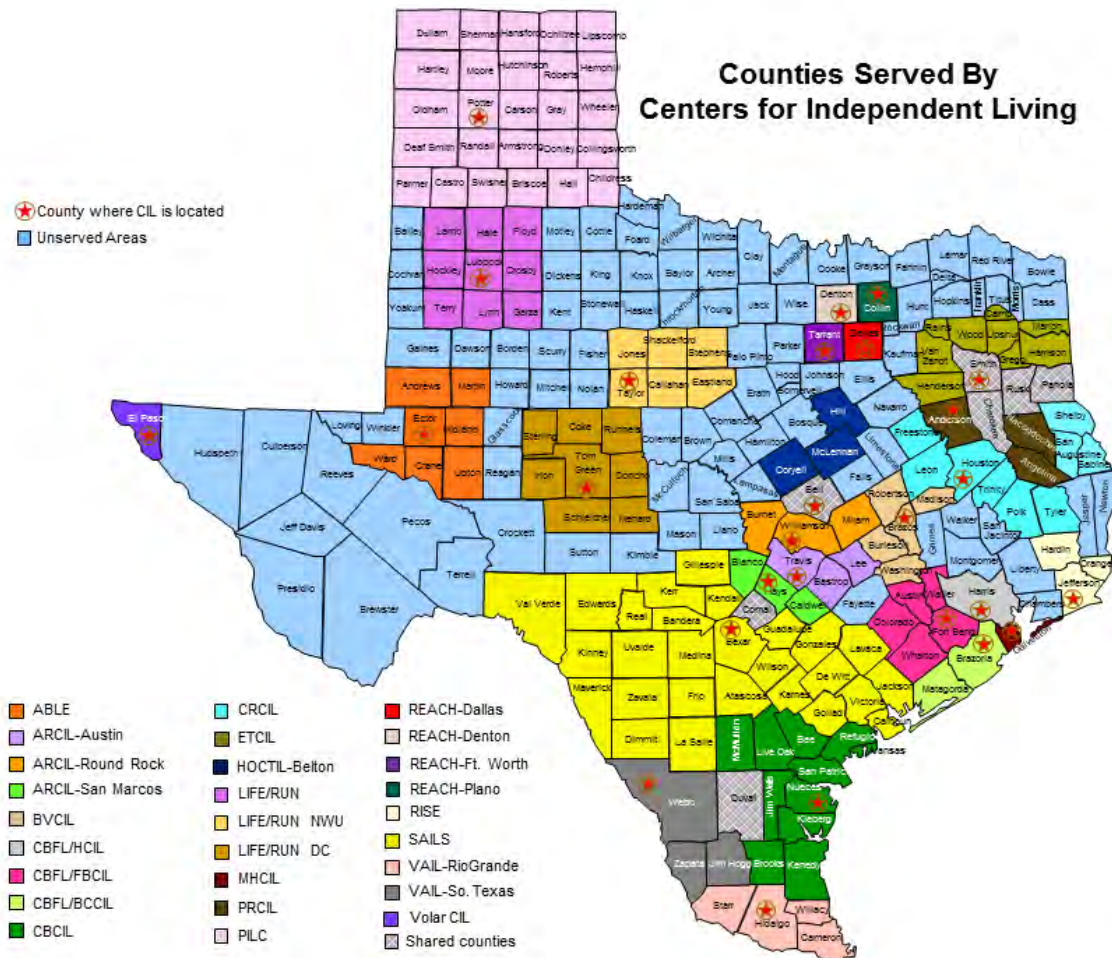 Counties Served By
Centers for Independent Living
County where CIL is located
Unserved Areas
Dallam Sherman Hansford Ochiltree Lipscomb
Hartley Moore Hutchinson Roberts Hemphill
Oldham Potter Carson Gray Wheeler
Deaf Smith Randall Armstrong Donley Collingsworth
Parmer Castro Swisher Briscoe Hall Childress
Hardeman
Bailey Lamb Hale Floyd Motley Cottle Foard Wilbarger Wichita
Clay Montague Cooke Grayson Fannin Lamar Red River Bowie
Delta
Cochran Hockley Lubbock Crosby Dickens King Knox Baylor Archer
Denton Collin Hunt Hopkins Franklin Titus Morris Cass
Camp
Yoakum Terry Lynn Garza Kent Stonewall Haskell Throckmorton Young Jack Wise
Rockwall Rains Wood Upshur Marion
Parker Tarrant Kaufman Van Zandt Gregg Harrison
Gaines Dawson Borden Scurry Fisher Jones Shackelford Stephens Palo Pinto
Hood Johnson Ellis Henderson Smith Rusk Panola
Somervell
Andrews Martin Howard Mitchell Nolan Taylor Callahan Eastland Erath
Hill Navarro Anderson Cherokee Nacogdoches Shelby
El Paso Hudspeth Culberson Reeves Loving Winkler Ector Midland Glasscock
Sterling Coke Runnels Coleman Brown Comanche Hamilton Bosque
Freestone Limestone San Augustine Sabine
Ward Crane Upton Reagan Irion Tom Green Concho McCulloch Mills
Coryell McLennan Falls Leon Houston Angelina
Lampasas Bell Robertson Madison Trinity Polk Tyler Jasper Newton
Jeff Davis Pecos Crockett Schleicher Menard San Saba
Burnet Williamson Milam Brazos Walker San Jacinto
Mason Llano Burleson Grimes Hardin
Presidio Brewster Terrell Sutton Kimble
Gillespie Blanco Travis Lee Washington Montgomery Liberty Orange
Bastrop Jefferson
Val Verde Edwards Kerr Kendall Hays Caldwell Fayette Austin Waller Harris Chambers
Real Bandera Comal
Colorado Fort Bend Galveston
Kinney Uvalde Medina Bexar Guadalupe Gonzales Lavaca Wharton Brazoria
Wilson
Maverick Zavala Frio Atascosa Karnes De Witt Jackson Matagorda
Goliad Victoria Calhoun
Dimmit La Salle McMullen Live Oak Bee Refugio
San Patric
Webb Duval Jim Wells Nueces
Kleberg
Zapata Jim Hogg Brooks Kenedy
Starr Hidalgo Willacy
Cameron
ABLE
ARCIL-Austin
ARCIL-Round Rock
ARCIL-San Marcos
BVCIL
CBFL/HCIL
CBFL/FBCIL
CBFL/BCCIL
CBCIL
CRCIL
ETCIL
HOCTIL-Belton
LIFE/RUN
LIFE/RUN NWU
LIFE/RUN DC
MHCIL
PRCIL
PILC
REACH-Dallas
REACH-Denton
REACH-Ft. Worth
REACH-Plano
RISE
SAILS
VAIL-RioGrande
VAIL-So. Texas
Volar CIL
Shared counties